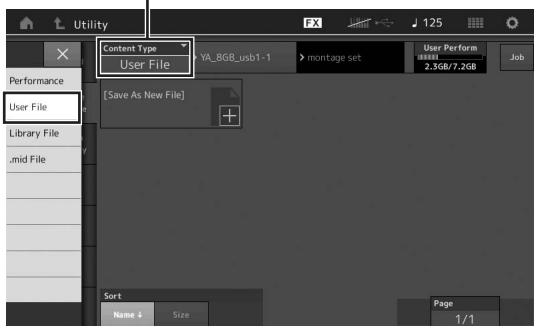 Utility
FX
♩ 125
Content Type
User File
YA_8GB_usb1-1
montage set
User Perform
2.3GB/7.2GB
Job
Performance
User File
Library File
.mid File
[Save As New File]
e
y
Sort
Name
Size
Page
1/1